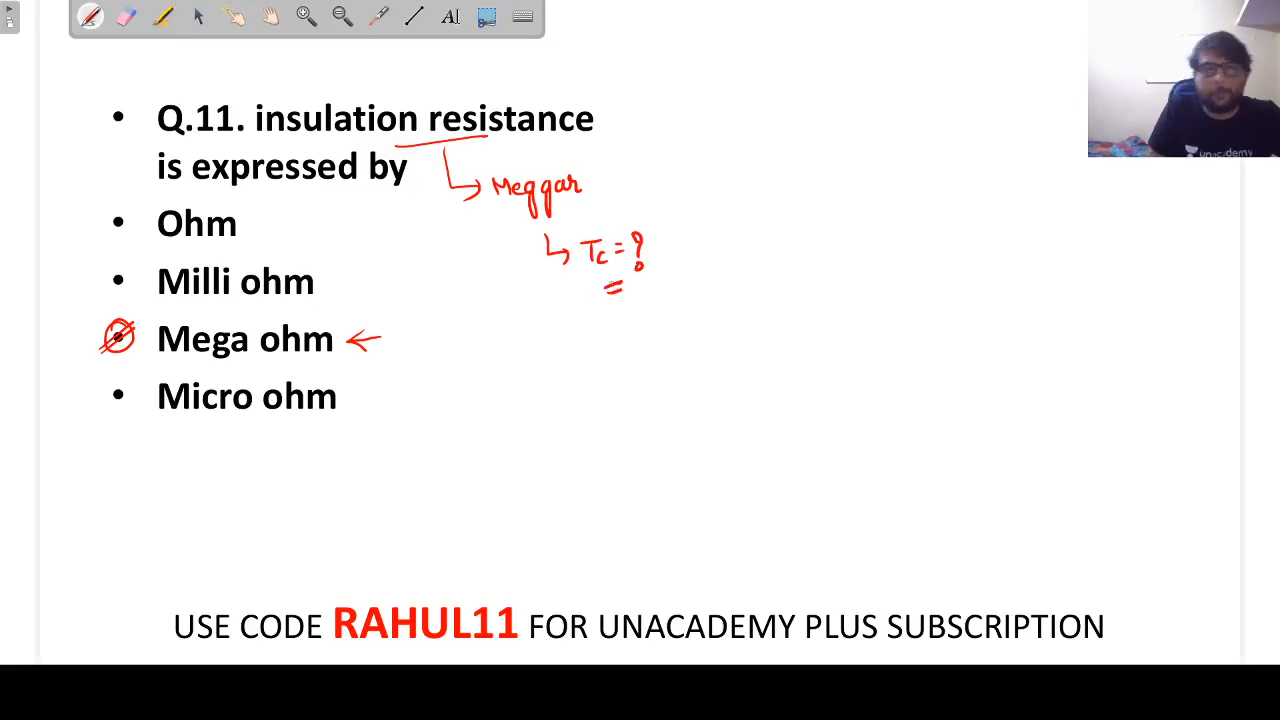 • Q.11. insulation resistance
is expressed by
Meggar
• Ohm
Tc = ?
• Milli ohm
• Mega ohm ←
• Micro ohm
unacademy
USE CODE RAHUL11 FOR UNACADEMY PLUS SUBSCRIPTION